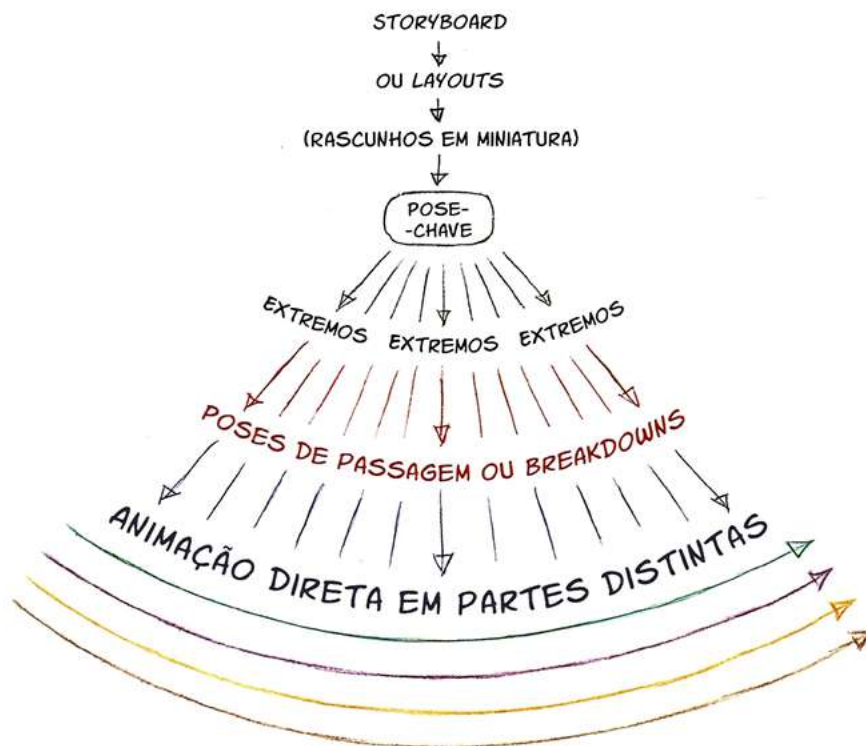 STORYBOARD
OU LAYOUTS
(RASCUNHOS EM MINIATURA)
POSE-
-CHAVE
EXTREMOS EXTREMOS EXTREMOS
POSES DE PASSAGEM OU BREAKDOWNS
ANIMAÇÃO DIRETA EM PARTES DISTINTAS